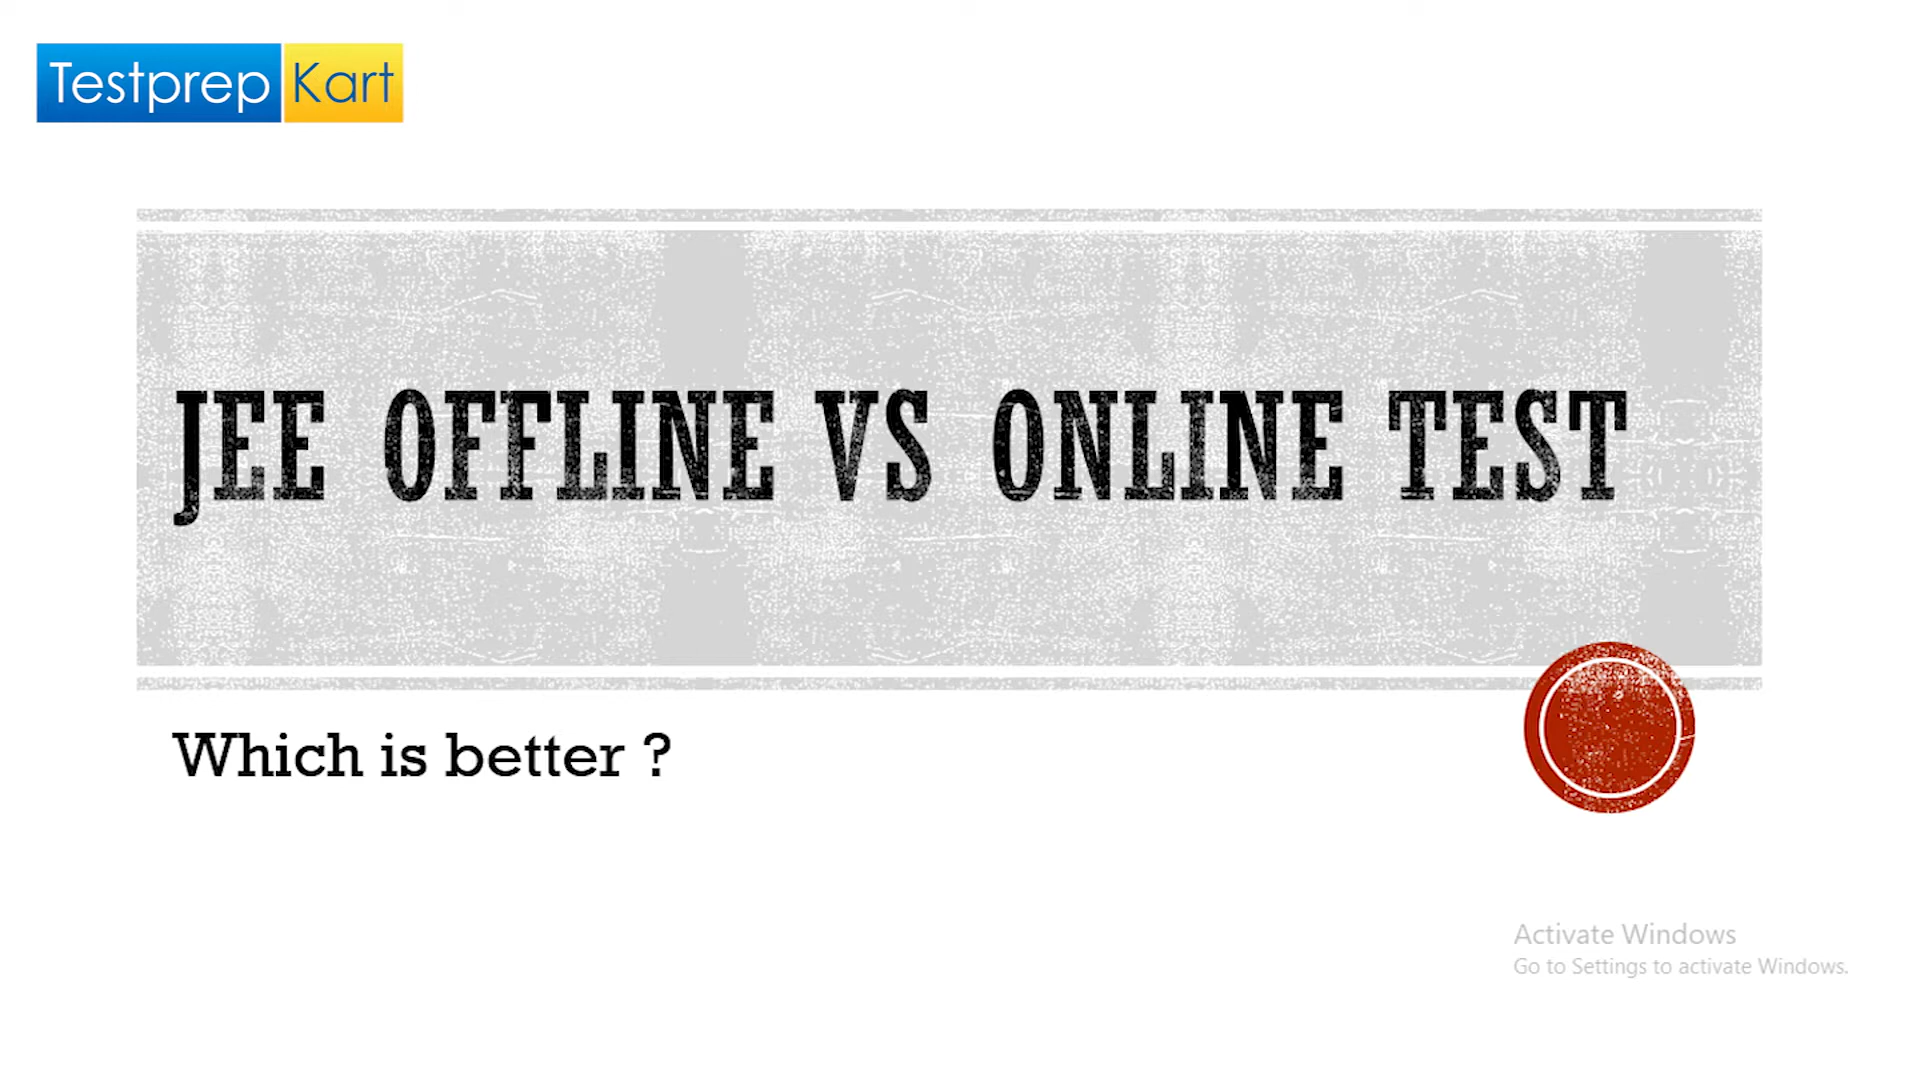 Testprep Kart
JEE OFFLINE VS ONLINE TEST
Which is better ?
Activate Windows
Go to Settings to activate Windows.